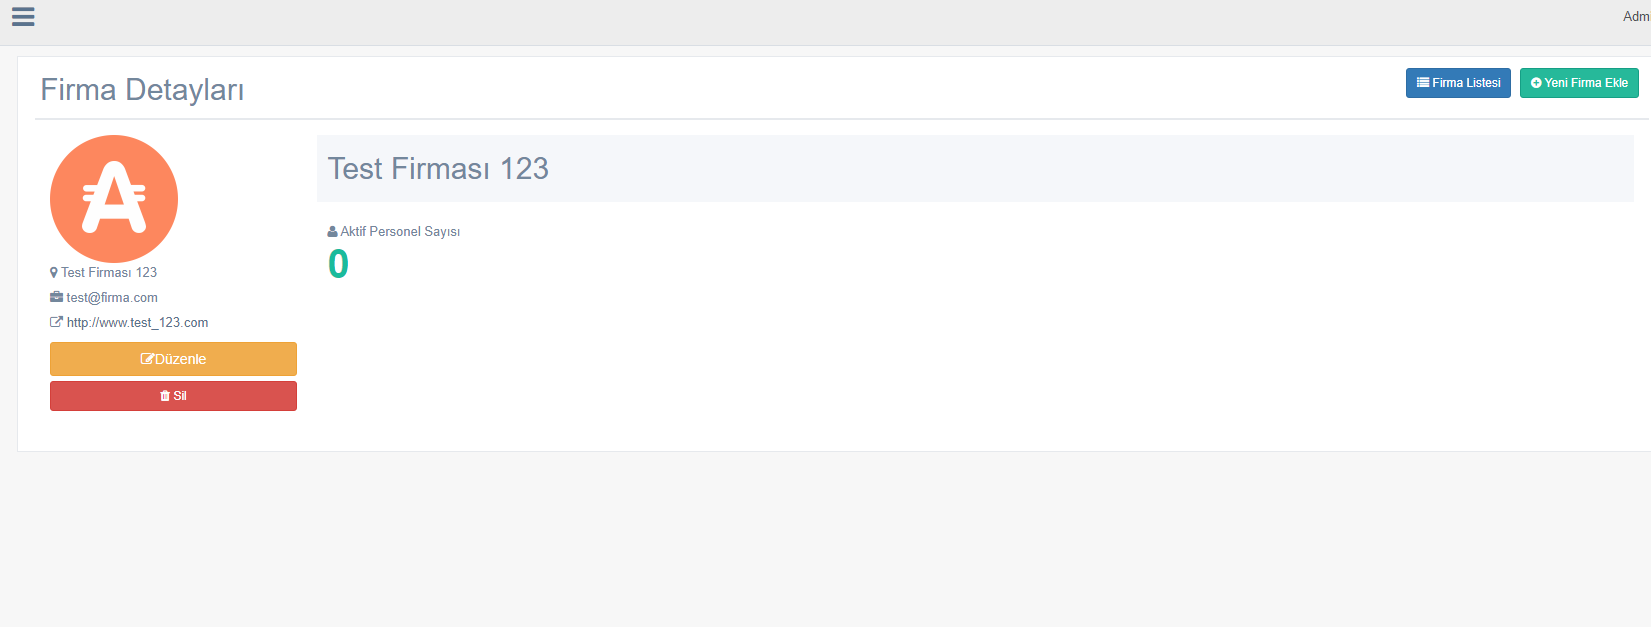 Firma Detayları
Firma Listesi
Yeni Firma Ekle
Test Firması 123
test@firma.com
http://www.test_123.com
Düzenle
Sil
Test Firması 123
Aktif Personel Sayısı
0